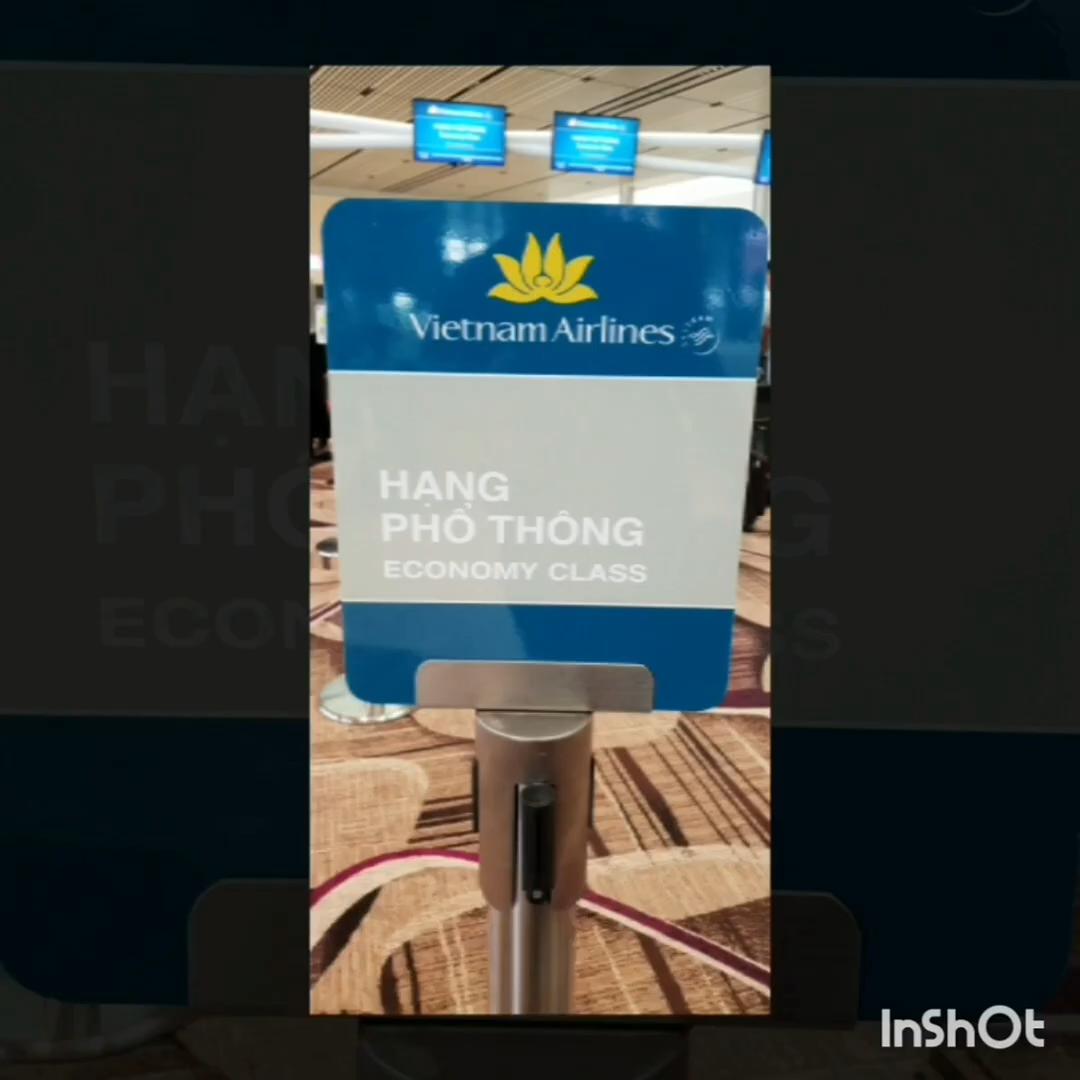 Vietnam Airlines
HẠNG
PHỔ THÔNG
ECONOMY CLASS
InShOt